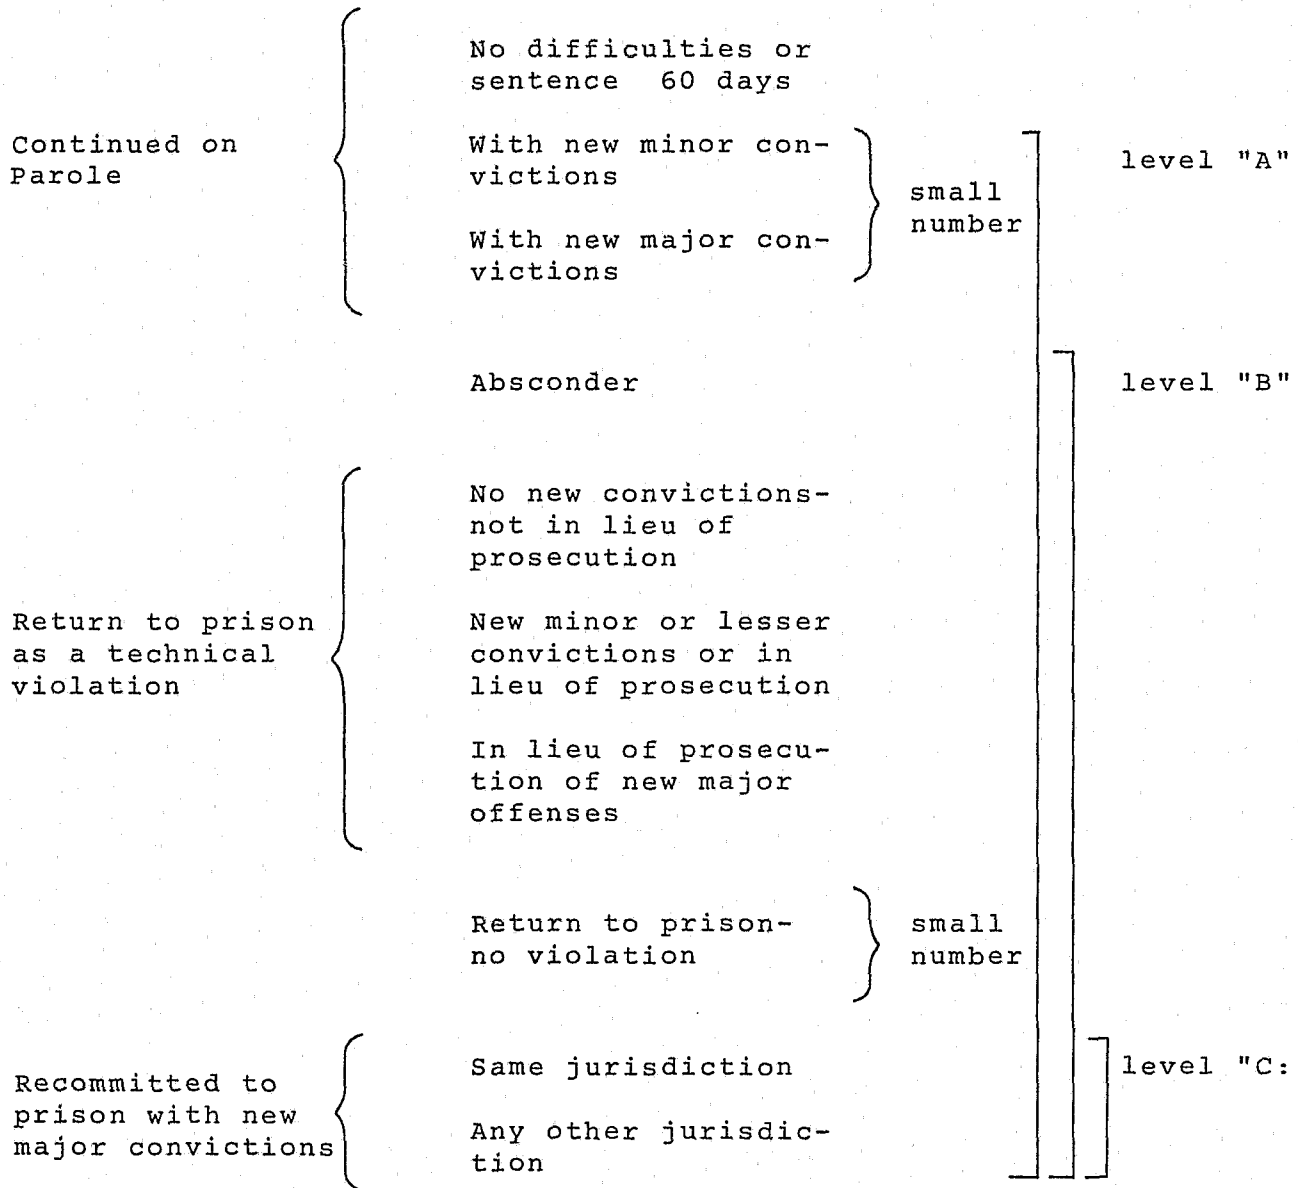 No difficulties or
sentence 60 days
Continued on
Parole
With new minor con-
victions
With new major con-
victions
small
number
level "A"
Absconder
level "B"
Return to prison
as a technical
violation
No new convictions-
not in lieu of
prosecution
New minor or lesser
convictions or in
lieu of prosecution
In lieu of prosecu-
tion of new major
offenses
Return to prison-
no violation
small
number
Recommitted to
prison with new
major convictions
Same jurisdiction
Any other jurisdic-
tion
level "C: